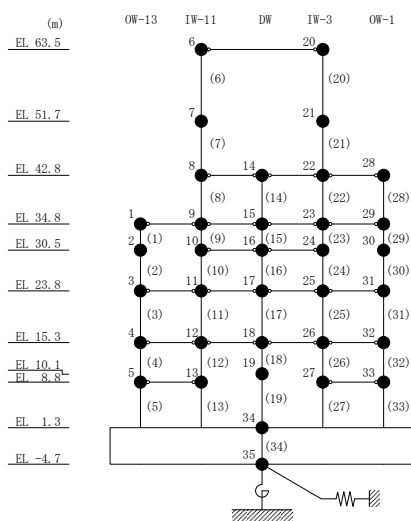 (m) OW-13 IW-11 DW IW-3 OW-1
EL 63.5 6 20
(6) (20)
EL 51.7 7 21
(7) (21)
EL 42.8 8 14 22 28
(8) (14) (22) (28)
EL 34.8 1 9 15 23 29
(1) (9) (15) (23) (29)
EL 30.5 2 10 16 24 30
(2) (10) (16) (24) (30)
EL 23.8 3 11 17 25 31
(3) (11) (17) (25) (31)
EL 15.3 4 12 18 26 32
(4) (12) (18) (26) (32)
EL 10.1 19
EL 8.8 5 13 27 33
(5) (13) (19) (27) (33)
EL 1.3 34
(34)
EL -4.7 35